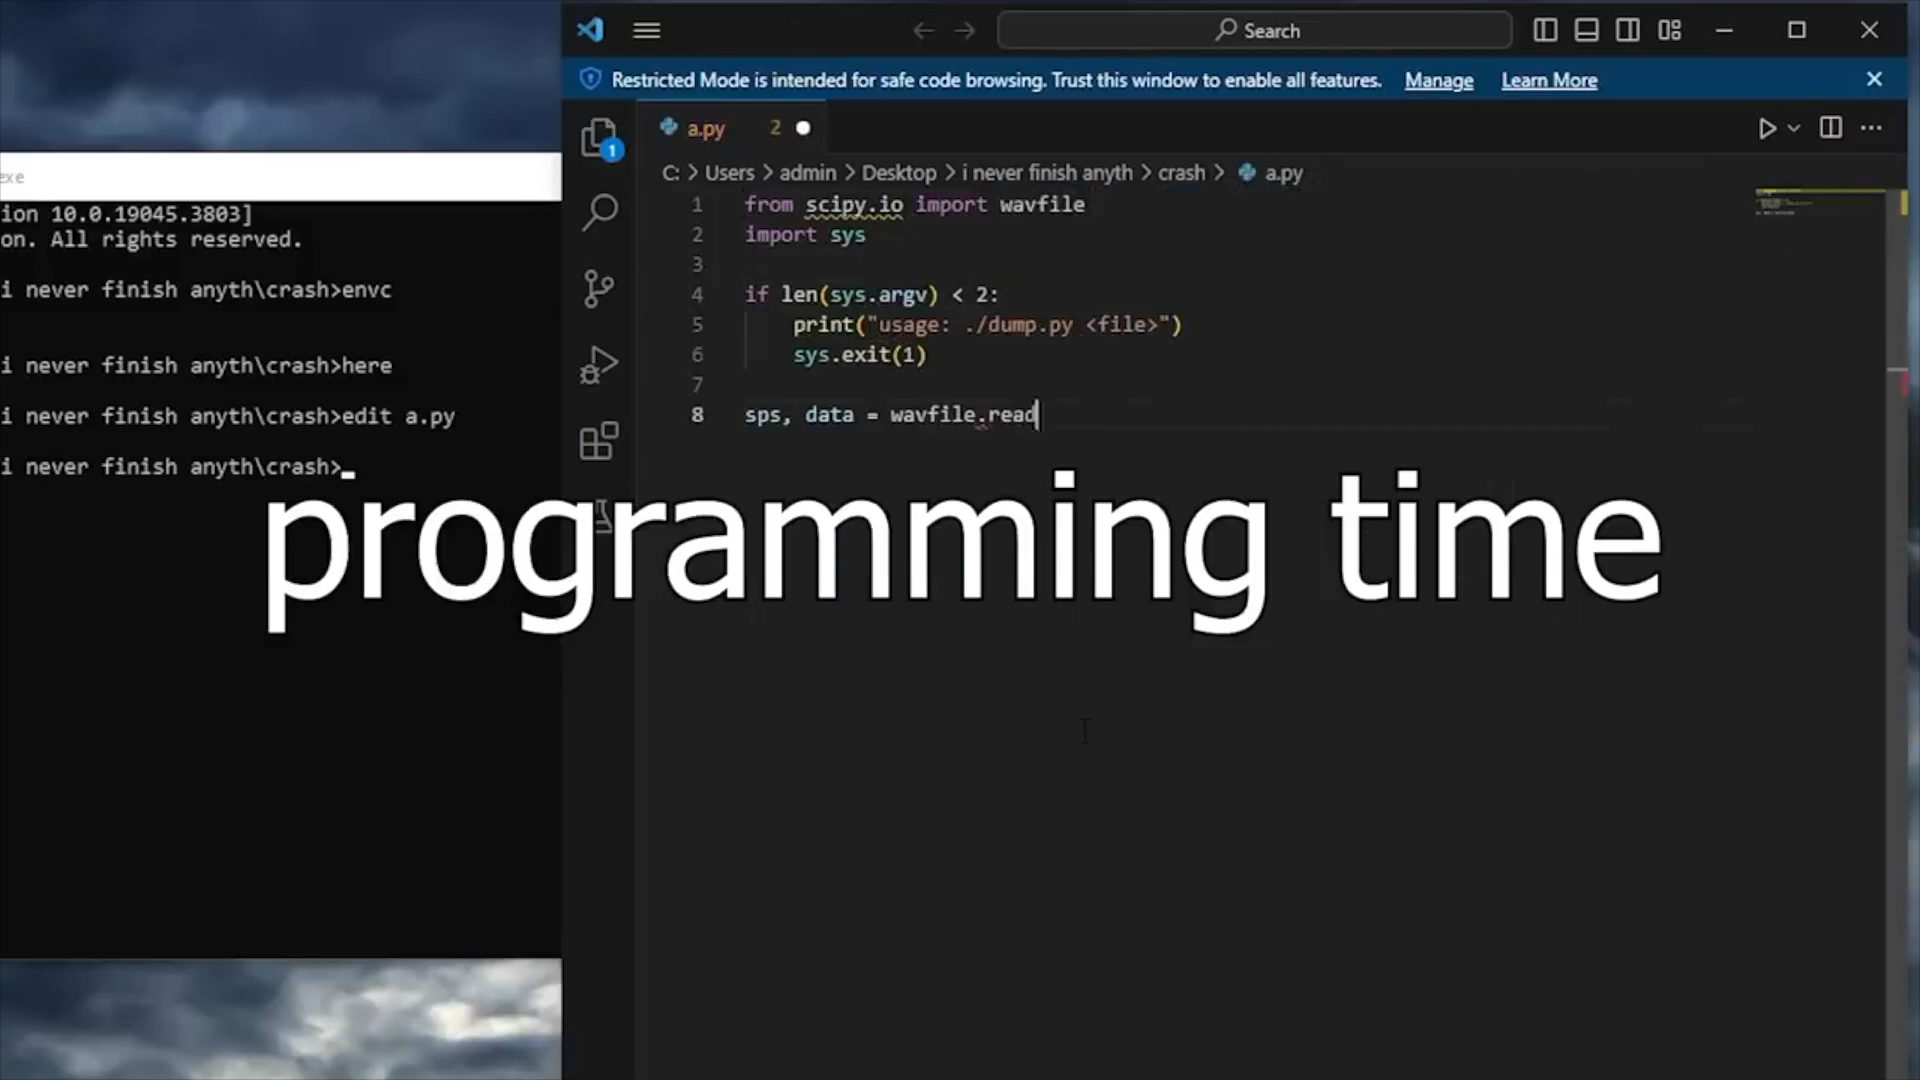 Search
Restricted Mode is intended for safe code browsing. Trust this window to enable all features. Manage Learn More
a.py 2
1
C: > Users > admin > Desktop > i never finish anyth > crash > a.py
1 from scipy.io import wavfile
2 import sys
3
4 if len(sys.argv) < 2:
5 print("usage: ./dump.py <file>")
6 sys.exit(1)
7
8 sps, data = wavfile.read
exe
ion 10.0.19045.3803]
on. All rights reserved.
i never finish anyth\crash>envc
i never finish anyth\crash>here
i never finish anyth\crash>edit a.py
i never finish anyth\crash>
programming time